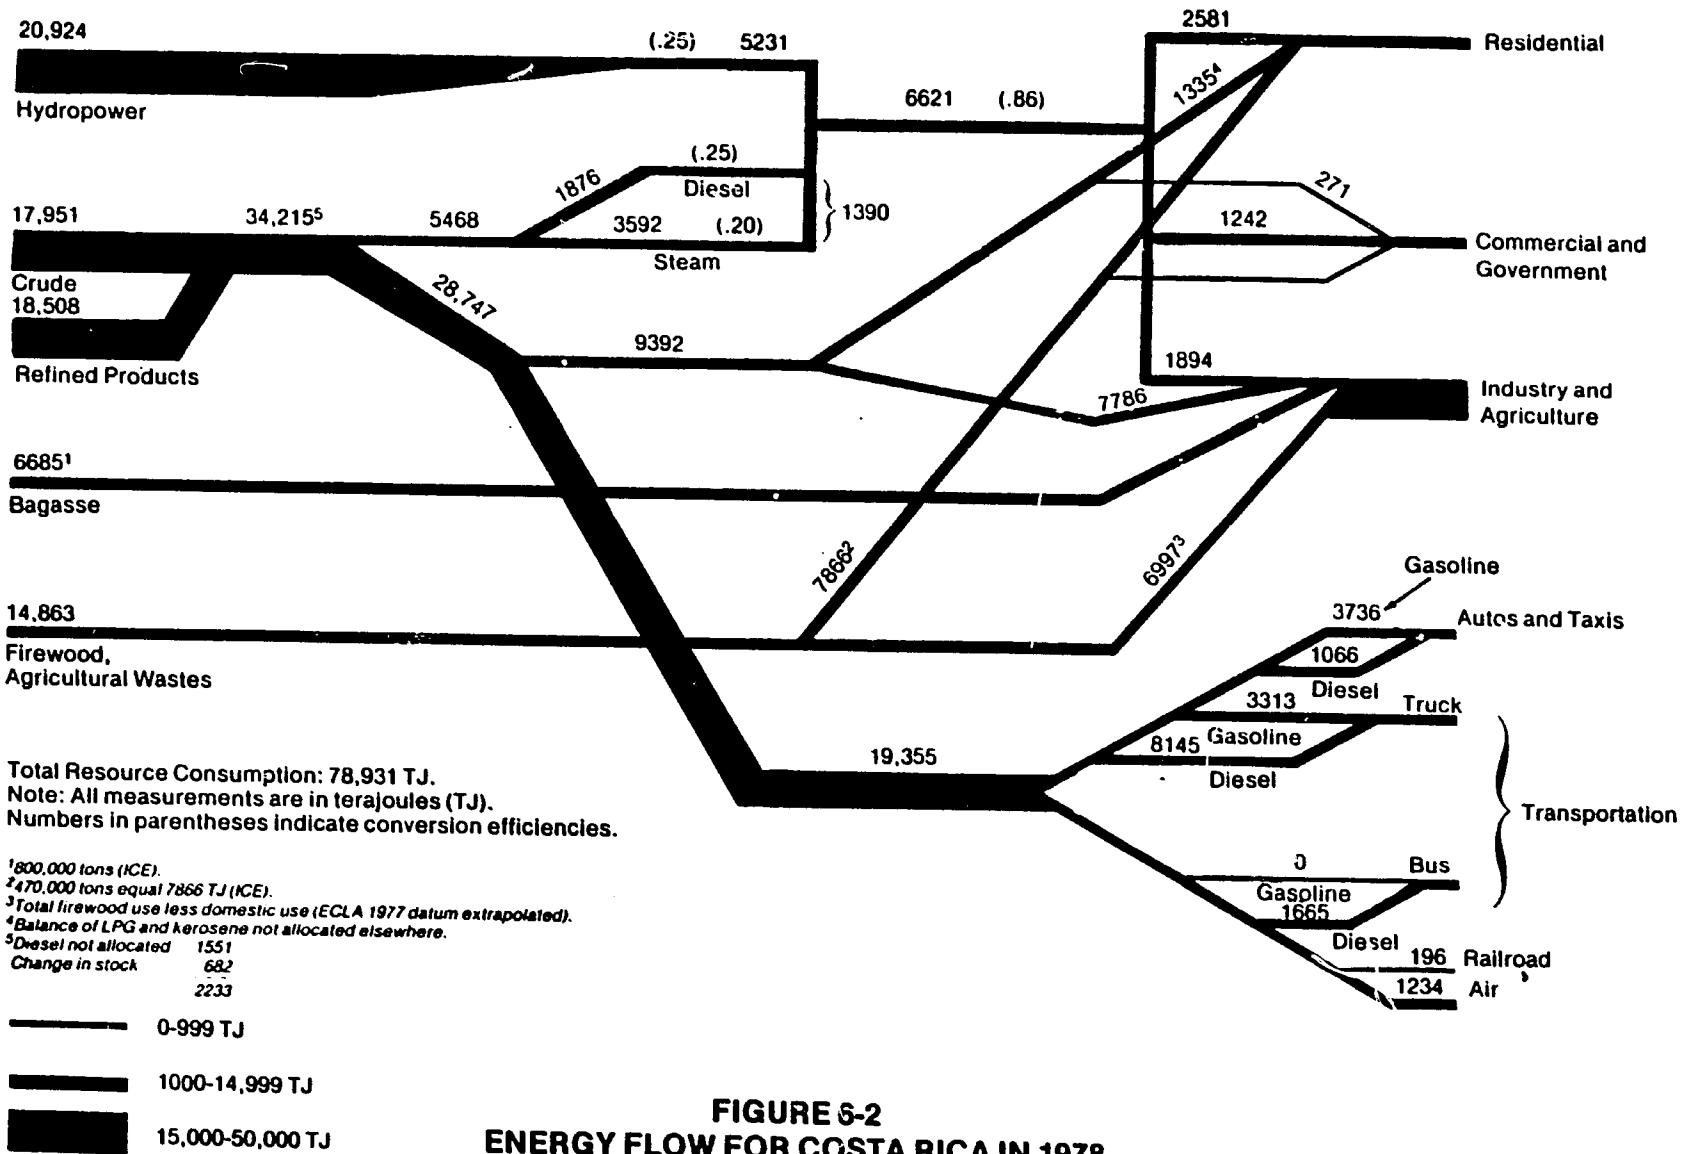 20,924
(.25) 5231
2581
Residential
Hydropower
6621 (.86)
1335⁴
(.25)
1876
Diesel
271
17,951
34,215⁵
5468
3592 (.20)
1390
1242
Steam
Commercial and
Government
Crude
18,508
28,747
Refined Products
9392
1894
7786
Industry and
Agriculture
6685¹
Bagasse
7866²
6997³
Gasoline
14,863
3736
Autos and Taxis
Firewood,
Agricultural Wastes
1066
Diesel
3313
Truck
Gasoline
8145
Diesel
19,355
Transportation
Total Resource Consumption: 78,931 TJ.
Note: All measurements are in terajoules (TJ).
Numbers in parentheses indicate conversion efficiencies.
0
Bus
Gasoline
1665
Diesel
196 Railroad
1234 Air
¹800,000 tons (ICE).
²470,000 tons equal 7866 TJ (ICE).
³Total firewood use less domestic use (ECLA 1977 datum extrapolated).
⁴Balance of LPG and kerosene not allocated elsewhere.
⁵Diesel not allocated 1551
Change in stock 682
2233
0-999 TJ
1000-14,999 TJ
15,000-50,000 TJ
FIGURE 6-2
ENERGY FLOW FOR COSTA RICA IN 1978